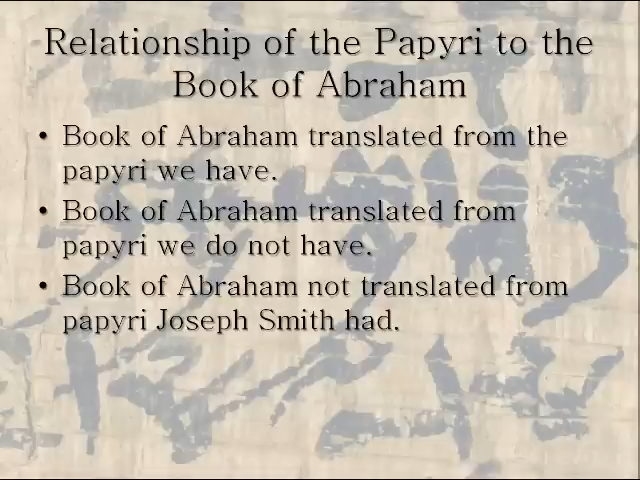 Relationship of the Papyri to the
Book of Abraham
• Book of Abraham translated from the
papyri we have.
• Book of Abraham translated from
papyri we do not have.
• Book of Abraham not translated from
papyri Joseph Smith had.